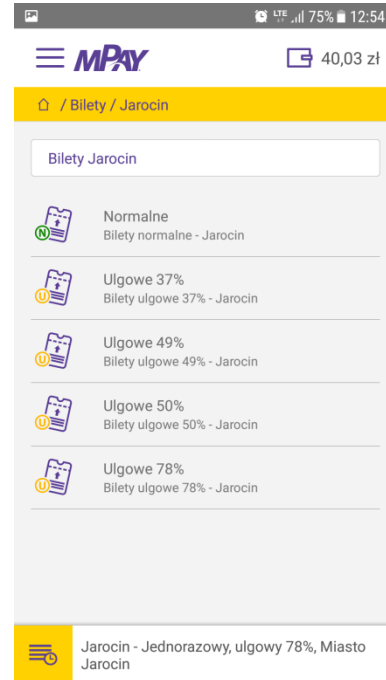 LTE 75% 12:54
mPAY 40,03 zł
/ Bilety / Jarocin
Bilety Jarocin
Normalne
N
Bilety normalne - Jarocin
Ulgowe 37%
U
Bilety ulgowe 37% - Jarocin
Ulgowe 49%
U
Bilety ulgowe 49% - Jarocin
Ulgowe 50%
U
Bilety ulgowe 50% - Jarocin
Ulgowe 78%
U
Bilety ulgowe 78% - Jarocin
Jarocin - Jednorazowy, ulgowy 78%, Miasto
Jarocin